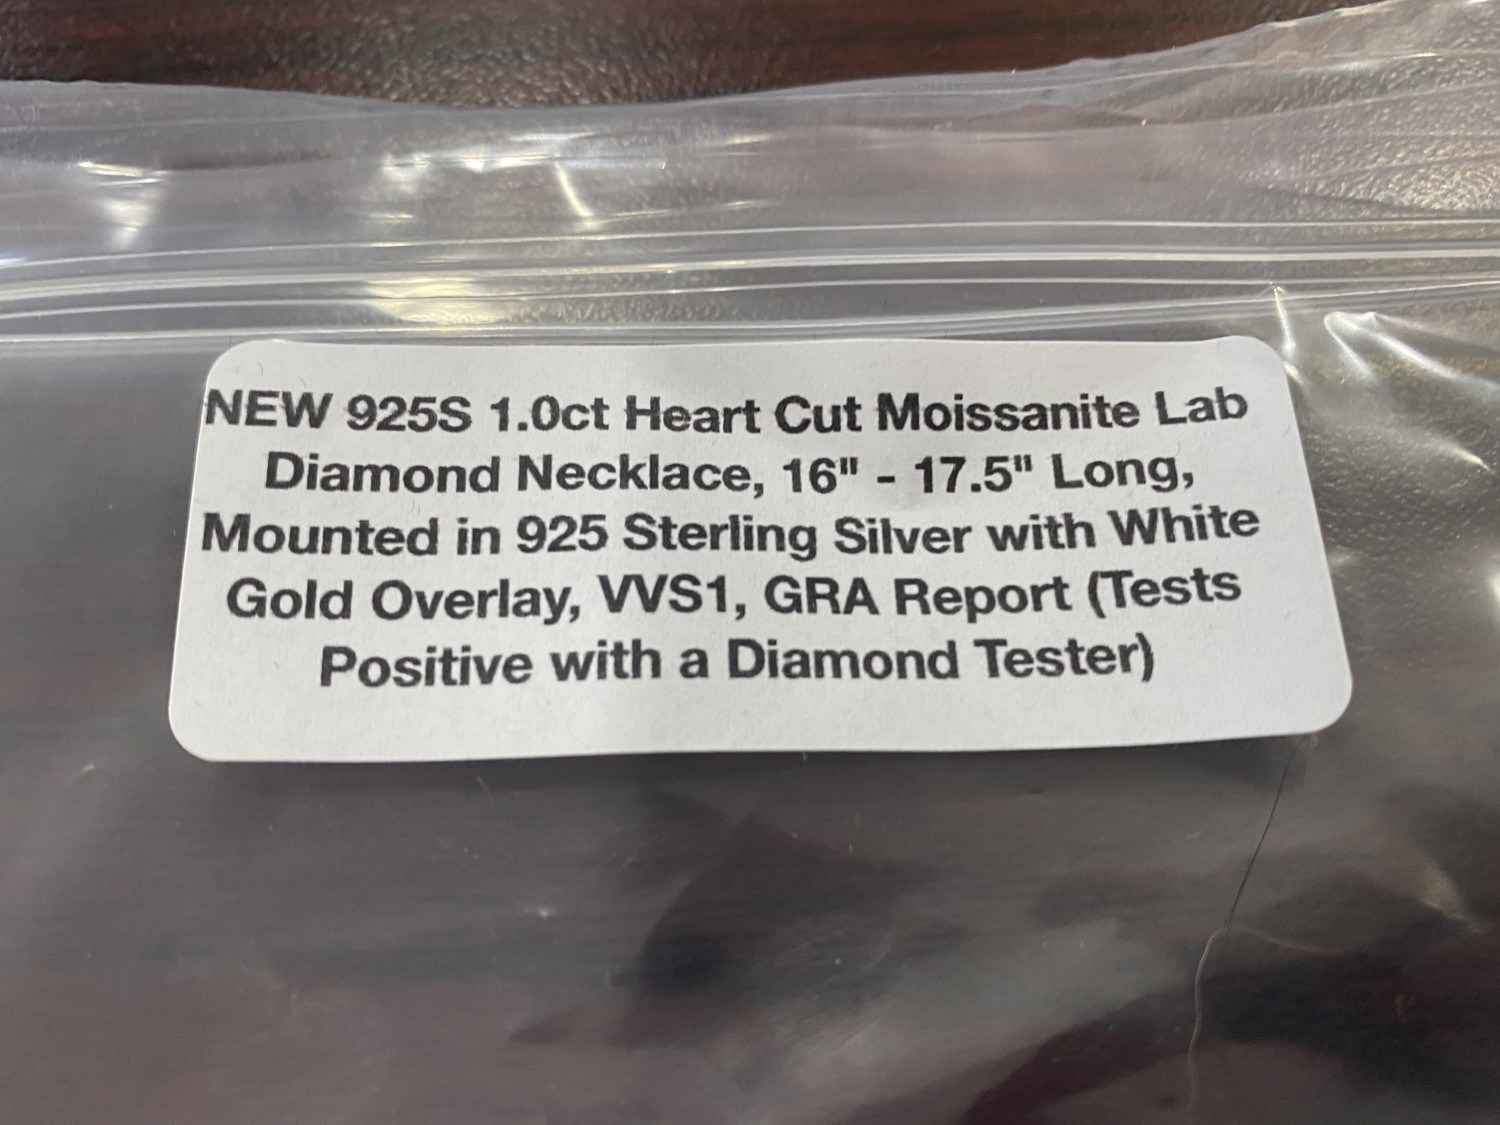 NEW 925S 1.0ct Heart Cut Moissanite Lab
Diamond Necklace, 16" - 17.5" Long,
Mounted in 925 Sterling Silver with White
Gold Overlay, VVS1, GRA Report (Tests
Positive with a Diamond Tester)